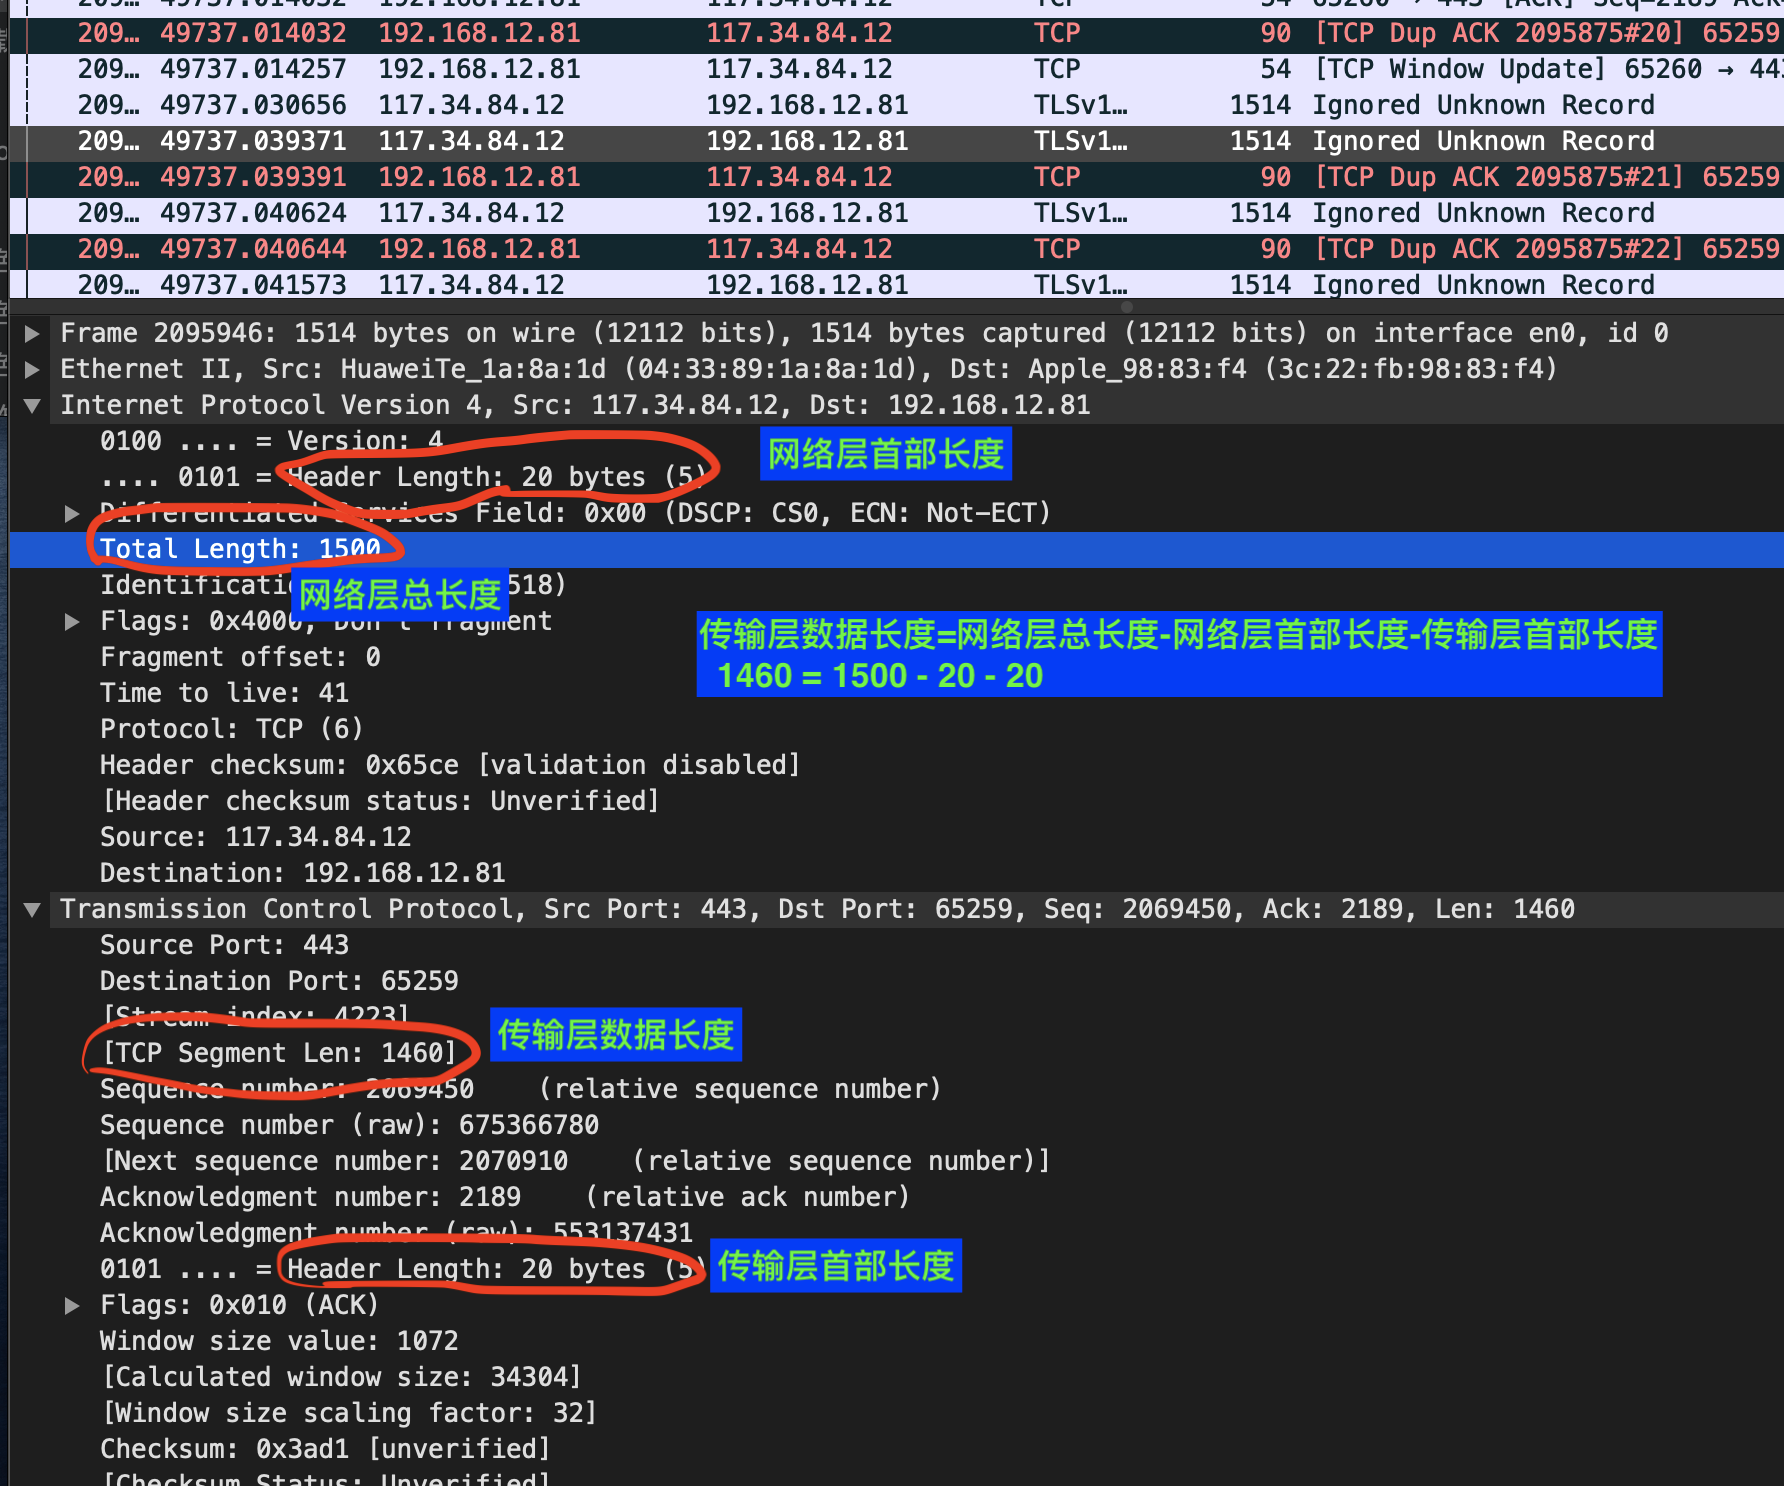 209… 49737.014032 192.168.12.81 117.34.84.12 TCP 54 65260 → 443 [ACK] Seq=2189 Ack
209… 49737.014032 192.168.12.81 117.34.84.12 TCP 90 [TCP Dup ACK 2095875#20] 65259
209… 49737.014257 192.168.12.81 117.34.84.12 TCP 54 [TCP Window Update] 65260 → 443
209… 49737.030656 117.34.84.12 192.168.12.81 TLSv1… 1514 Ignored Unknown Record
209… 49737.039371 117.34.84.12 192.168.12.81 TLSv1… 1514 Ignored Unknown Record
209… 49737.039391 192.168.12.81 117.34.84.12 TCP 90 [TCP Dup ACK 2095875#21] 65259
209… 49737.040624 117.34.84.12 192.168.12.81 TLSv1… 1514 Ignored Unknown Record
209… 49737.040644 192.168.12.81 117.34.84.12 TCP 90 [TCP Dup ACK 2095875#22] 65259
209… 49737.041573 117.34.84.12 192.168.12.81 TLSv1… 1514 Ignored Unknown Record
Frame 2095946: 1514 bytes on wire (12112 bits), 1514 bytes captured (12112 bits) on interface en0, id 0
Ethernet II, Src: HuaweiTe_1a:8a:1d (04:33:89:1a:8a:1d), Dst: Apple_98:83:f4 (3c:22:fb:98:83:f4)
Internet Protocol Version 4, Src: 117.34.84.12, Dst: 192.168.12.81
0100 .... = Version: 4
网络层首部长度
.... 0101 = Header Length: 20 bytes (5)
Differentiated Services Field: 0x00 (DSCP: CS0, ECN: Not-ECT)
Total Length: 1500
Identificati 518)
网络层总长度
Flags: 0x4000, Don't fragment
传输层数据长度=网络层总长度-网络层首部长度-传输层首部长度
Fragment offset: 0
1460 = 1500 - 20 - 20
Time to live: 41
Protocol: TCP (6)
Header checksum: 0x65ce [validation disabled]
[Header checksum status: Unverified]
Source: 117.34.84.12
Destination: 192.168.12.81
Transmission Control Protocol, Src Port: 443, Dst Port: 65259, Seq: 2069450, Ack: 2189, Len: 1460
Source Port: 443
Destination Port: 65259
[Stream index: 4223]
传输层数据长度
[TCP Segment Len: 1460]
Sequence number: 2069450 (relative sequence number)
Sequence number (raw): 675366780
[Next sequence number: 2070910 (relative sequence number)]
Acknowledgment number: 2189 (relative ack number)
Acknowledgment number (raw): 553137431
0101 .... = Header Length: 20 bytes (5)
传输层首部长度
Flags: 0x010 (ACK)
Window size value: 1072
[Calculated window size: 34304]
[Window size scaling factor: 32]
Checksum: 0x3ad1 [unverified]
[Checksum Status: Unverified]